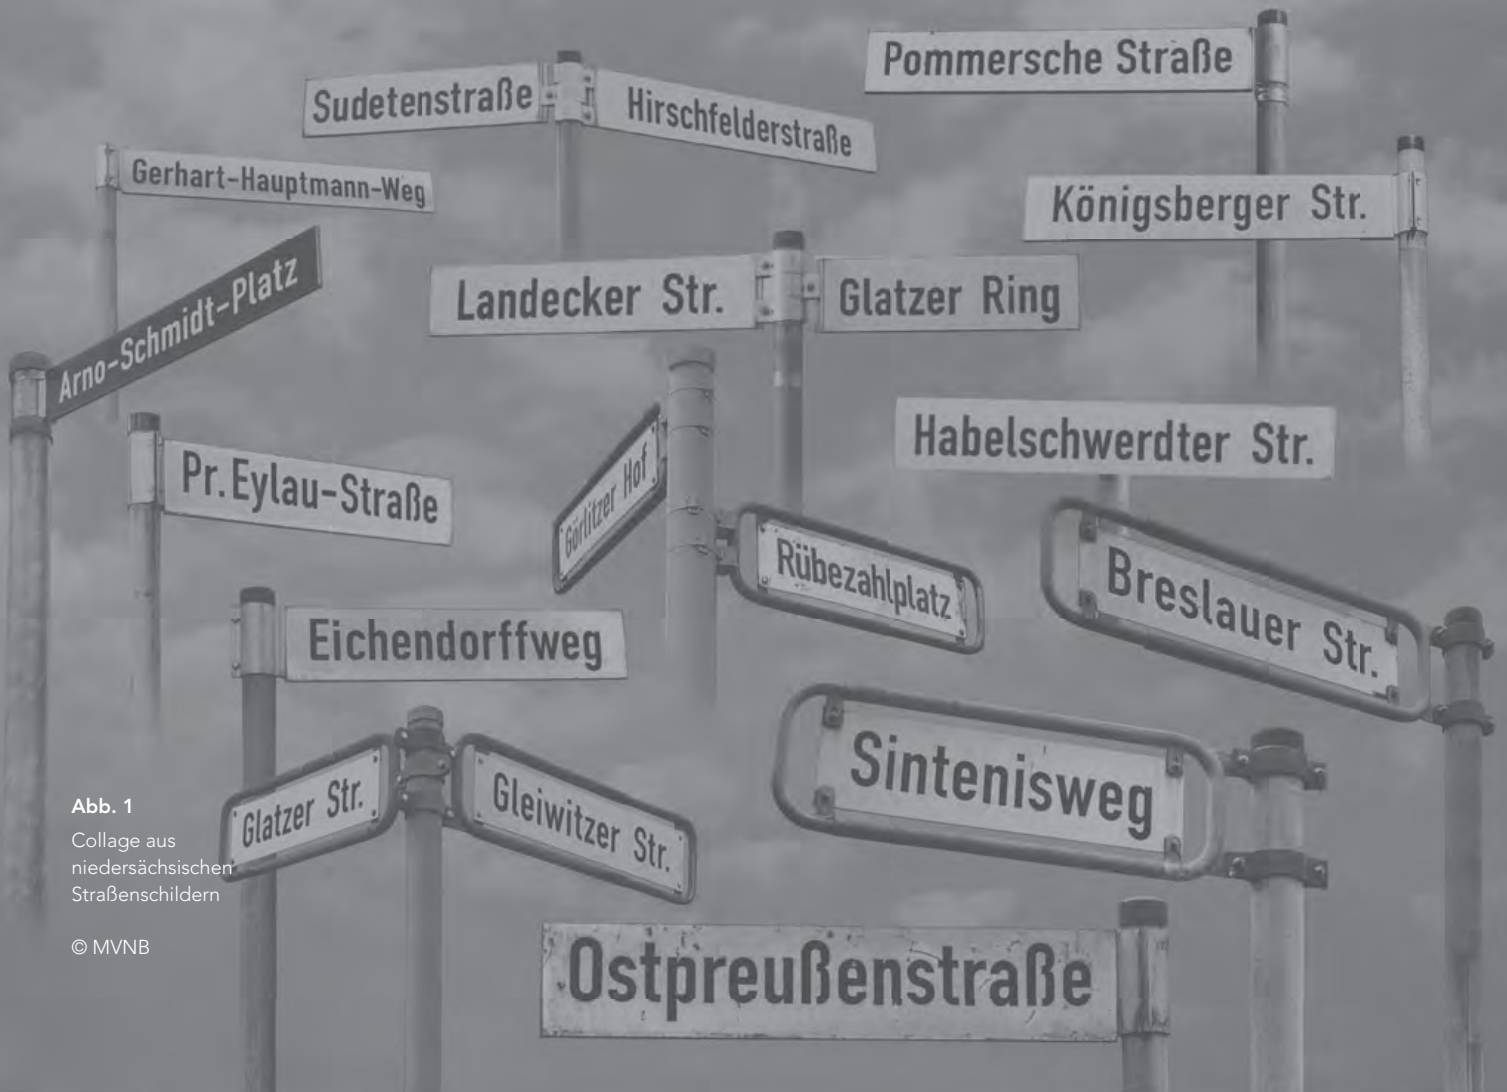 Pommersche Straße
Sudetenstraße
Hirschfelderstraße
Gerhart-Hauptmann-Weg
Königsberger Str.
Arno-Schmidt-Platz
Landecker Str.
Glatzer Ring
Habelschwerdter Str.
Pr. Eylau-Straße
Görlitzer Hof
Rübezahlplatz
Breslauer Str.
Eichendorffweg
Sintenisweg
Glatzer Str.
Gleiwitzer Str.
Abb. 1
Collage aus
niedersächsischen
Straßenschildern
© MVNB
Ostpreußenstraße